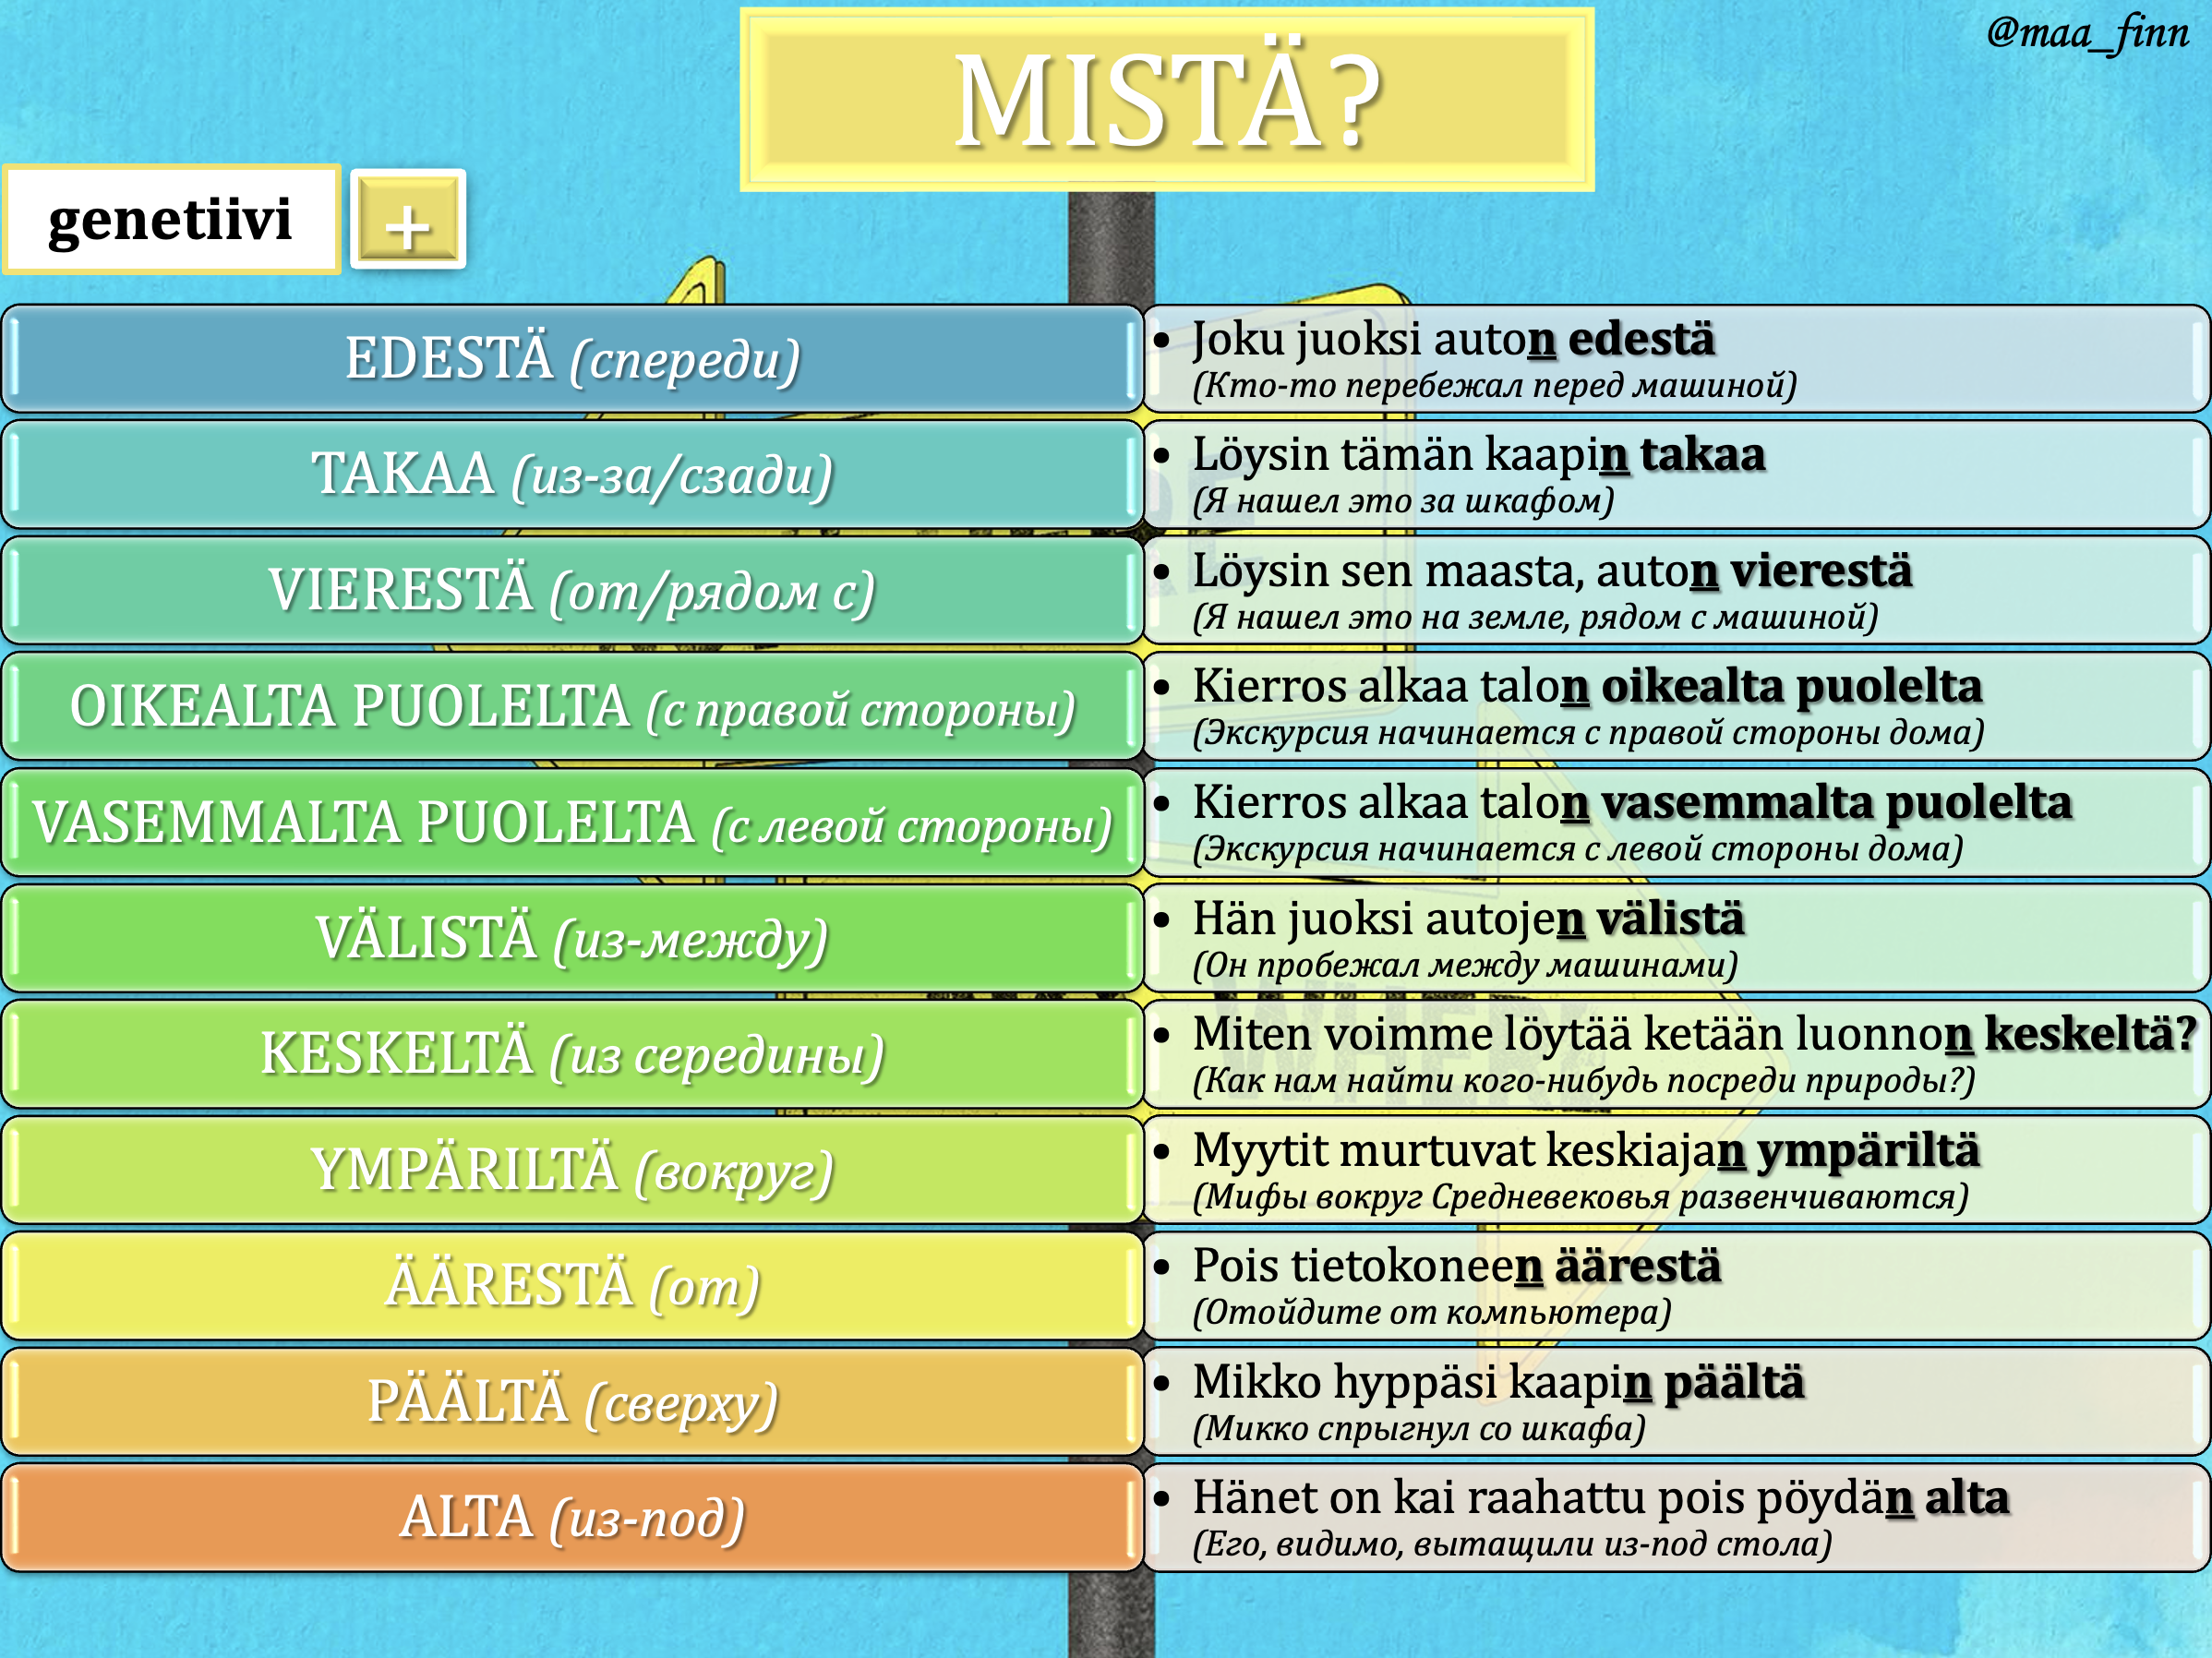 @maa_finn
MISTÄ?
genetiivi +
EDESTÄ (спереди)
• Joku juoksi auton edestä
(Кто-то перебежал перед машиной)
TAKAA (из-за/сзади)
• Löysin tämän kaapin takaa
(Я нашел это за шкафом)
VIERESTÄ (от/рядом с)
• Löysin sen maasta, auton vierestä
(Я нашел это на земле, рядом с машиной)
OIKEALTA PUOLELTA (с правой стороны)
• Kierros alkaa talon oikealta puolelta
(Экскурсия начинается с правой стороны дома)
VASEMMALTA PUOLELTA (с левой стороны)
• Kierros alkaa talon vasemmalta puolelta
(Экскурсия начинается с левой стороны дома)
VÄLISTÄ (из-между)
• Hän juoksi autojen välistä
(Он пробежал между машинами)
KESKELTÄ (из середины)
• Miten voimme löytää ketään luonnon keskeltä?
(Как нам найти кого-нибудь посреди природы?)
YMPÄRILTÄ (вокруг)
• Myytit murtuvat keskiajan ympäriltä
(Мифы вокруг Средневековья развенчиваются)
ÄÄRESTÄ (от)
• Pois tietokoneen äärestä
(Отойдите от компьютера)
PÄÄLTÄ (сверху)
• Mikko hyppäsi kaapin päältä
(Микко спрыгнул со шкафа)
ALTA (из-под)
• Hänet on kai raahattu pois pöydän alta
(Его, видимо, вытащили из-под стола)